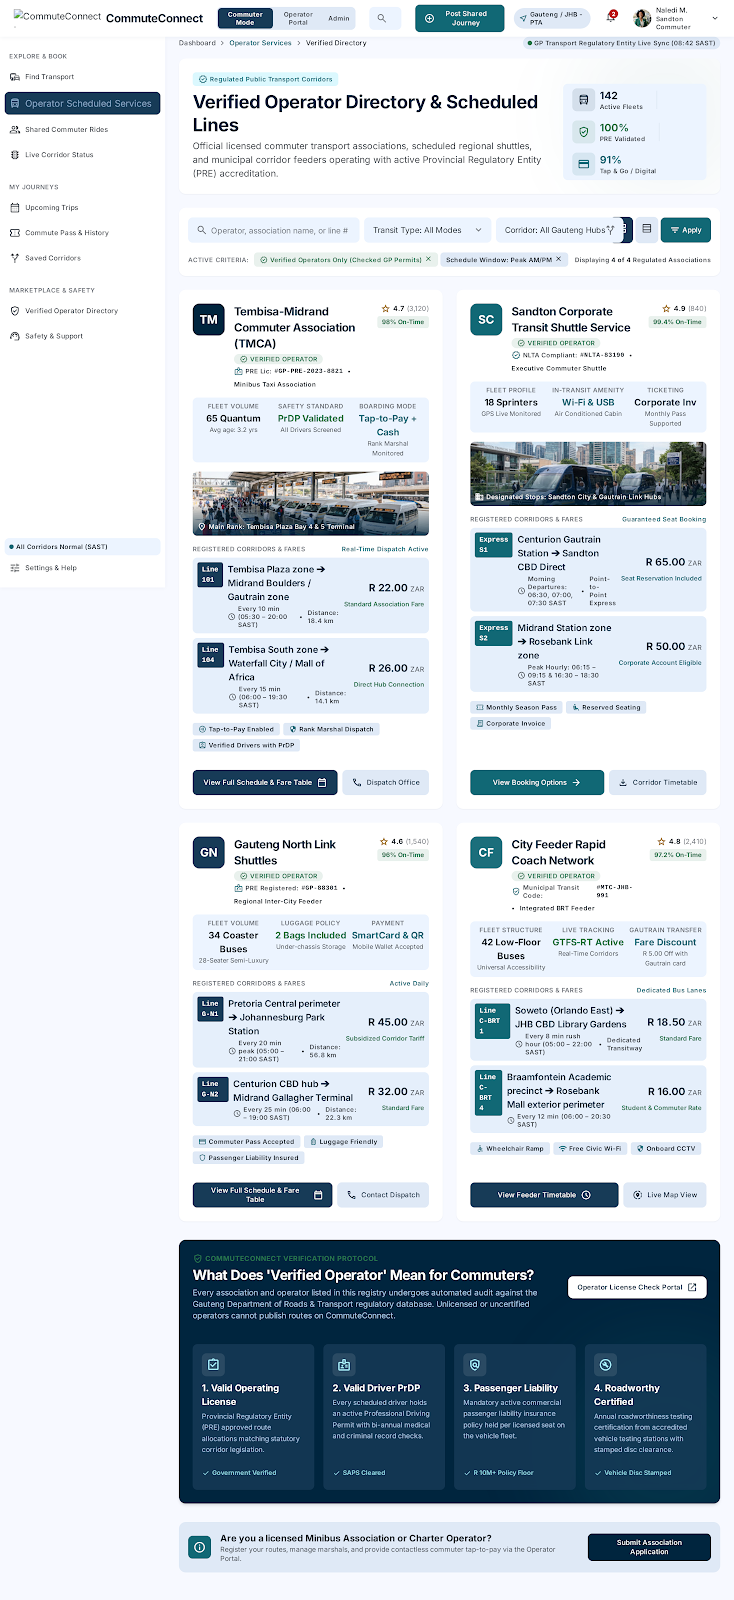 CommuteConnect
CommuteConnect
Commuter Mode
Operator Portal
Admin
Post Shared Journey
Gauteng / JHB - PTA
2
Naledi M.
Sandton Commuter
EXPLORE & BOOK
Find Transport
Operator Scheduled Services
Shared Commuter Rides
Live Corridor Status
MY JOURNEYS
Upcoming Trips
Commute Pass & History
Saved Corridors
MARKETPLACE & SAFETY
Verified Operator Directory
Safety & Support
All Corridors Normal (SAST)
Settings & Help
Dashboard > Operator Services > Verified Directory
GP Transport Regulatory Entity Live Sync (08:42 SAST)
Regulated Public Transport Corridors
Verified Operator Directory & Scheduled
Lines
Official licensed commuter transport associations, scheduled regional shuttles,
and municipal corridor feeders operating with active Provincial Regulatory Entity
(PRE) accreditation.
142
Active Fleets
100%
PRE Validated
91%
Tap & Go / Digital
Operator, association name, or line #
Transit Type: All Modes
Corridor: All Gauteng Hubs
Apply
ACTIVE CRITERIA:
Verified Operators Only (Checked GP Permits) ×
Schedule Window: Peak AM/PM ×
Displaying 4 of 4 Regulated Associations
TM
Tembisa-Midrand
Commuter Association
(TMCA)
4.7 (3,120)
98% On-Time
VERIFIED OPERATOR
PRE Lic: #GP-PRE-2023-8821 •
Minibus Taxi Association
FLEET VOLUME
65 Quantum
Avg age: 3.2 yrs
SAFETY STANDARD
PrDP Validated
All Drivers Screened
BOARDING MODE
Tap-to-Pay +
Cash
Rank Marshal
Monitored
Main Rank: Tembisa Plaza Bay 4 & 5 Terminal
REGISTERED CORRIDORS & FARES
Real-Time Dispatch Active
Line
101
Tembisa Plaza zone ➔
Midrand Boulders /
Gautrain zone
Every 10 min
(05:30 – 20:00
SAST)
• Distance:
18.4 km
R 22.00 ZAR
Standard Association Fare
Line
104
Tembisa South zone ➔
Waterfall City / Mall of
Africa
Every 15 min
(06:00 – 19:30
SAST)
• Distance:
14.1 km
R 26.00 ZAR
Direct Hub Connection
Tap-to-Pay Enabled
Rank Marshal Dispatch
Verified Drivers with PrDP
View Full Schedule & Fare Table
Dispatch Office
SC
Sandton Corporate
Transit Shuttle Service
4.9 (840)
99.4% On-Time
VERIFIED OPERATOR
NLTA Compliant: #NLTA-83190 •
Executive Commuter Shuttle
FLEET PROFILE
18 Sprinters
GPS Live Monitored
IN-TRANSIT AMENITY
Wi-Fi & USB
Air Conditioned Cabin
TICKETING
Corporate Inv
Monthly Pass
Supported
Designated Stops: Sandton City & Gautrain Link Hubs
REGISTERED CORRIDORS & FARES
Guaranteed Seat Booking
Express
S1
Centurion Gautrain
Station ➔ Sandton
CBD Direct
Morning
Departures:
06:30, 07:00,
07:30 SAST
• Point-
to-
Point
Express
R 65.00 ZAR
Seat Reservation Included
Express
S2
Midrand Station zone
➔ Rosebank Link
zone
Peak Hourly: 06:15 –
09:15 & 16:30 – 18:30
SAST
R 50.00 ZAR
Corporate Account Eligible
Monthly Season Pass
Reserved Seating
Corporate Invoice
View Booking Options
Corridor Timetable
GN
Gauteng North Link
Shuttles
4.6 (1,540)
96% On-Time
VERIFIED OPERATOR
PRE Registered: #GP-88301 •
Regional Inter-City Feeder
FLEET VOLUME
34 Coaster
Buses
28-Seater Semi-Luxury
LUGGAGE POLICY
2 Bags Included
Under-chassis Storage
PAYMENT
SmartCard & QR
Mobile Wallet Accepted
REGISTERED CORRIDORS & FARES
Active Daily
Line
G-N1
Pretoria Central perimeter
➔ Johannesburg Park
Station
Every 20 min
peak (05:00 –
21:00 SAST)
• Distance:
56.8 km
R 45.00 ZAR
Subsidized Corridor Tariff
Line
G-N2
Centurion CBD hub ➔
Midrand Gallagher Terminal
Every 25 min (06:00
– 19:00 SAST)
• Distance:
22.3 km
R 32.00 ZAR
Standard Fare
Commuter Pass Accepted
Luggage Friendly
Passenger Liability Insured
View Full Schedule & Fare
Table
Contact Dispatch
CF
City Feeder Rapid
Coach Network
4.8 (2,410)
97.2% On-Time
VERIFIED OPERATOR
Municipal Transit
Code:
#MTC-JHB-
991
• Integrated BRT Feeder
FLEET STRUCTURE
42 Low-Floor
Buses
Universal Accessibility
LIVE TRACKING
GTFS-RT Active
Real-Time Corridors
GAUTRAIN TRANSFER
Fare Discount
R 5.00 Off with
Gautrain card
REGISTERED CORRIDORS & FARES
Dedicated Bus Lanes
Line
C-BRT
1
Soweto (Orlando East) ➔
JHB CBD Library Gardens
Every 8 min rush
hour (05:00 – 22:00
SAST)
• Dedicated
Transitway
R 18.50 ZAR
Standard Fare
Line
C-
BRT
4
Braamfontein Academic
precinct ➔ Rosebank
Mall exterior perimeter
Every 12 min (06:00 – 20:30
SAST)
R 16.00 ZAR
Student & Commuter Rate
Wheelchair Ramp
Free Civic Wi-Fi
Onboard CCTV
View Feeder Timetable
Live Map View
COMMUTECONNECT VERIFICATION PROTOCOL
What Does 'Verified Operator' Mean for Commuters?
Every association and operator listed in this registry undergoes automated audit against the
Gauteng Department of Roads & Transport regulatory database. Unlicensed or uncertified
operators cannot publish routes on CommuteConnect.
Operator License Check Portal
1. Valid Operating
License
Provincial Regulatory Entity
(PRE) approved route
allocations matching statutory
corridor legislation.
Government Verified
2. Valid Driver PrDP
Every scheduled driver holds
an active Professional Driving
Permit with bi-annual medical
and criminal record checks.
SAPS Cleared
3. Passenger Liability
Mandatory active commercial
passenger liability insurance
policy held per licensed seat on
the vehicle fleet.
R 10M+ Policy Floor
4. Roadworthy
Certified
Annual roadworthiness testing
certification from accredited
vehicle testing stations with
stamped disc clearance.
Vehicle Disc Stamped
Are you a licensed Minibus Association or Charter Operator?
Register your routes, manage marshals, and provide contactless commuter tap-to-pay via the Operator
Portal.
Submit Association
Application